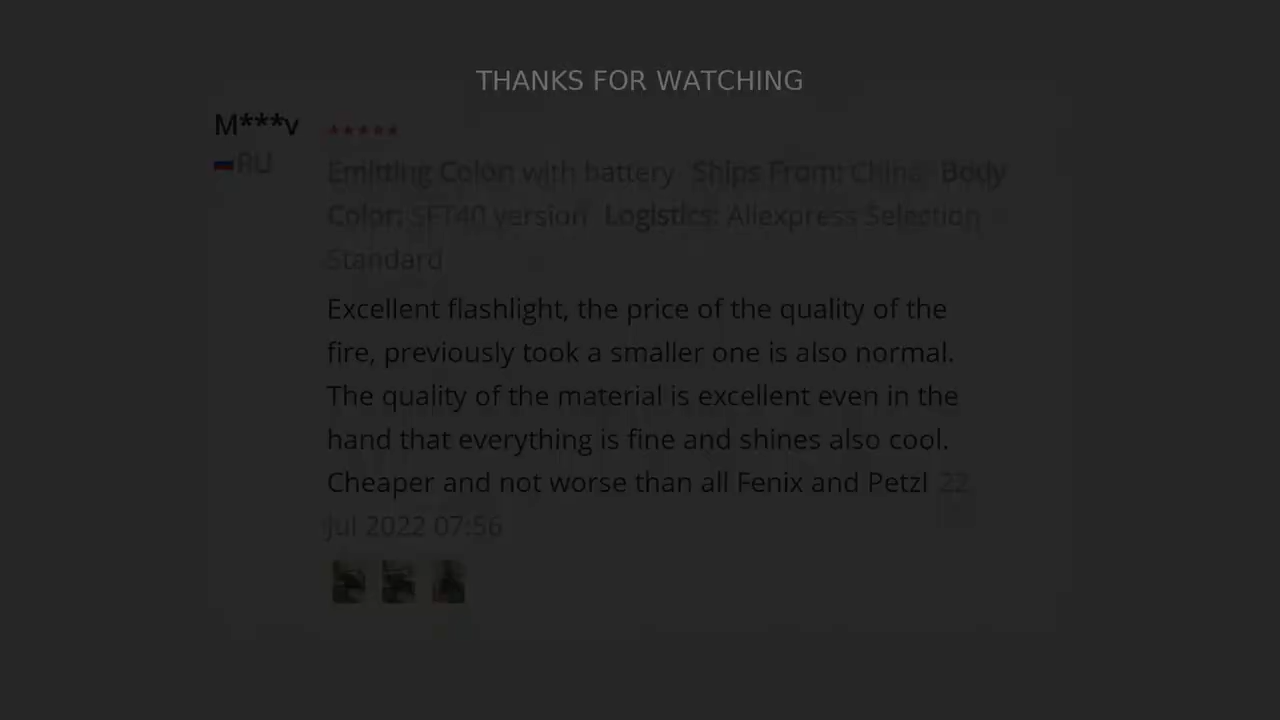 THANKS FOR WATCHING
M***v
RU
Emitting Color: with battery Ships From: China Body
Color: SFT40 version Logistics: Aliexpress Selection
Standard
Excellent flashlight, the price of the quality of the
fire, previously took a smaller one is also normal.
The quality of the material is excellent even in the
hand that everything is fine and shines also cool.
Cheaper and not worse than all Fenix and Petzl 22
Jul 2022 07:56